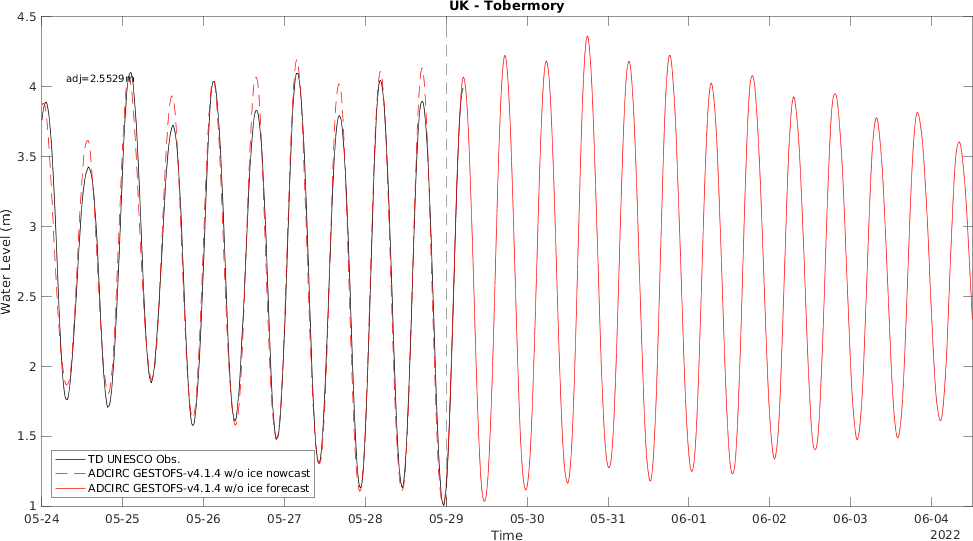 UK - Tobermory
4.5
4
3.5
3
2.5
2
1.5
1
Water Level (m)
adj=2.5529m
TD UNESCO Obs.
ADCIRC GESTOFS-v4.1.4 w/o ice nowcast
ADCIRC GESTOFS-v4.1.4 w/o ice forecast
05-24 05-25 05-26 05-27 05-28 05-29 05-30 05-31 06-01 06-02 06-03 06-04
Time
2022